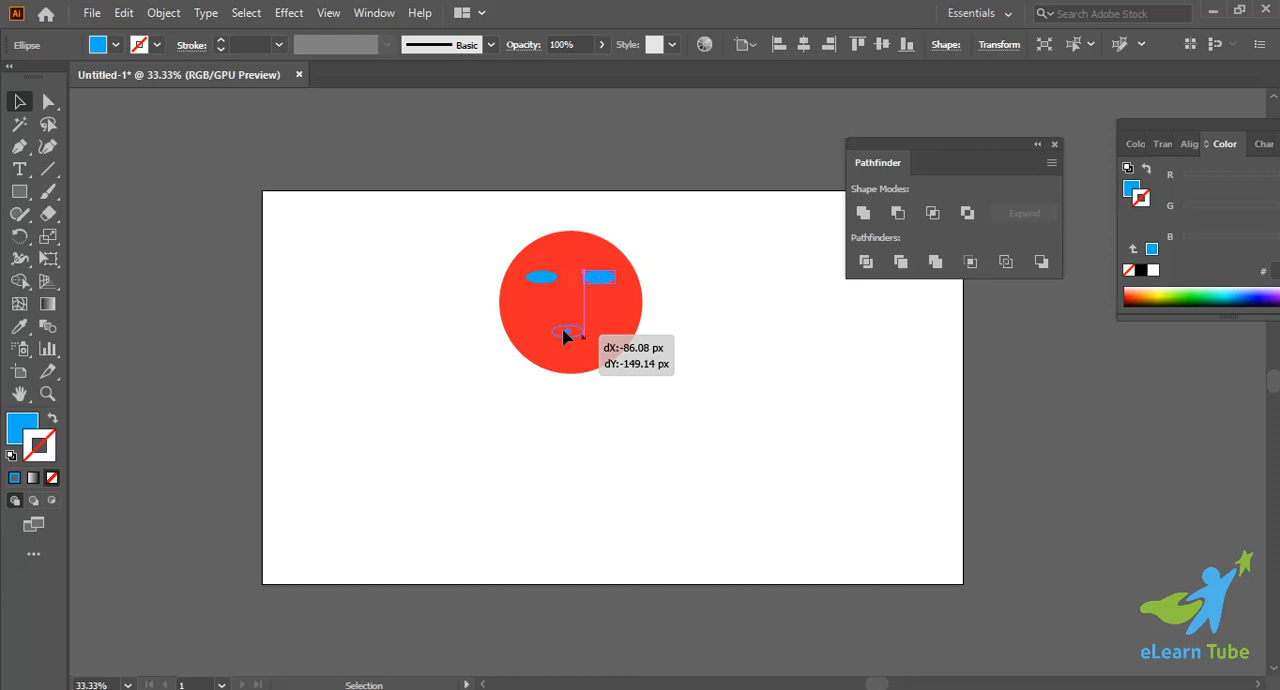 Ai File Edit Object Type Select Effect View Window Help Essentials Search Adobe Stock
Ellipse Stroke: Basic Opacity: 100% Style: Shape: Transform
Untitled-1* @ 33.33% (RGB/GPU Preview)
Colo Tran Alig Color Char
Pathfinder
R
Shape Modes:
G
Expand
Pathfinders:
B
#
dX:-86.08 px
dY:-149.14 px
eLearn Tube
33.33% 1 Selection